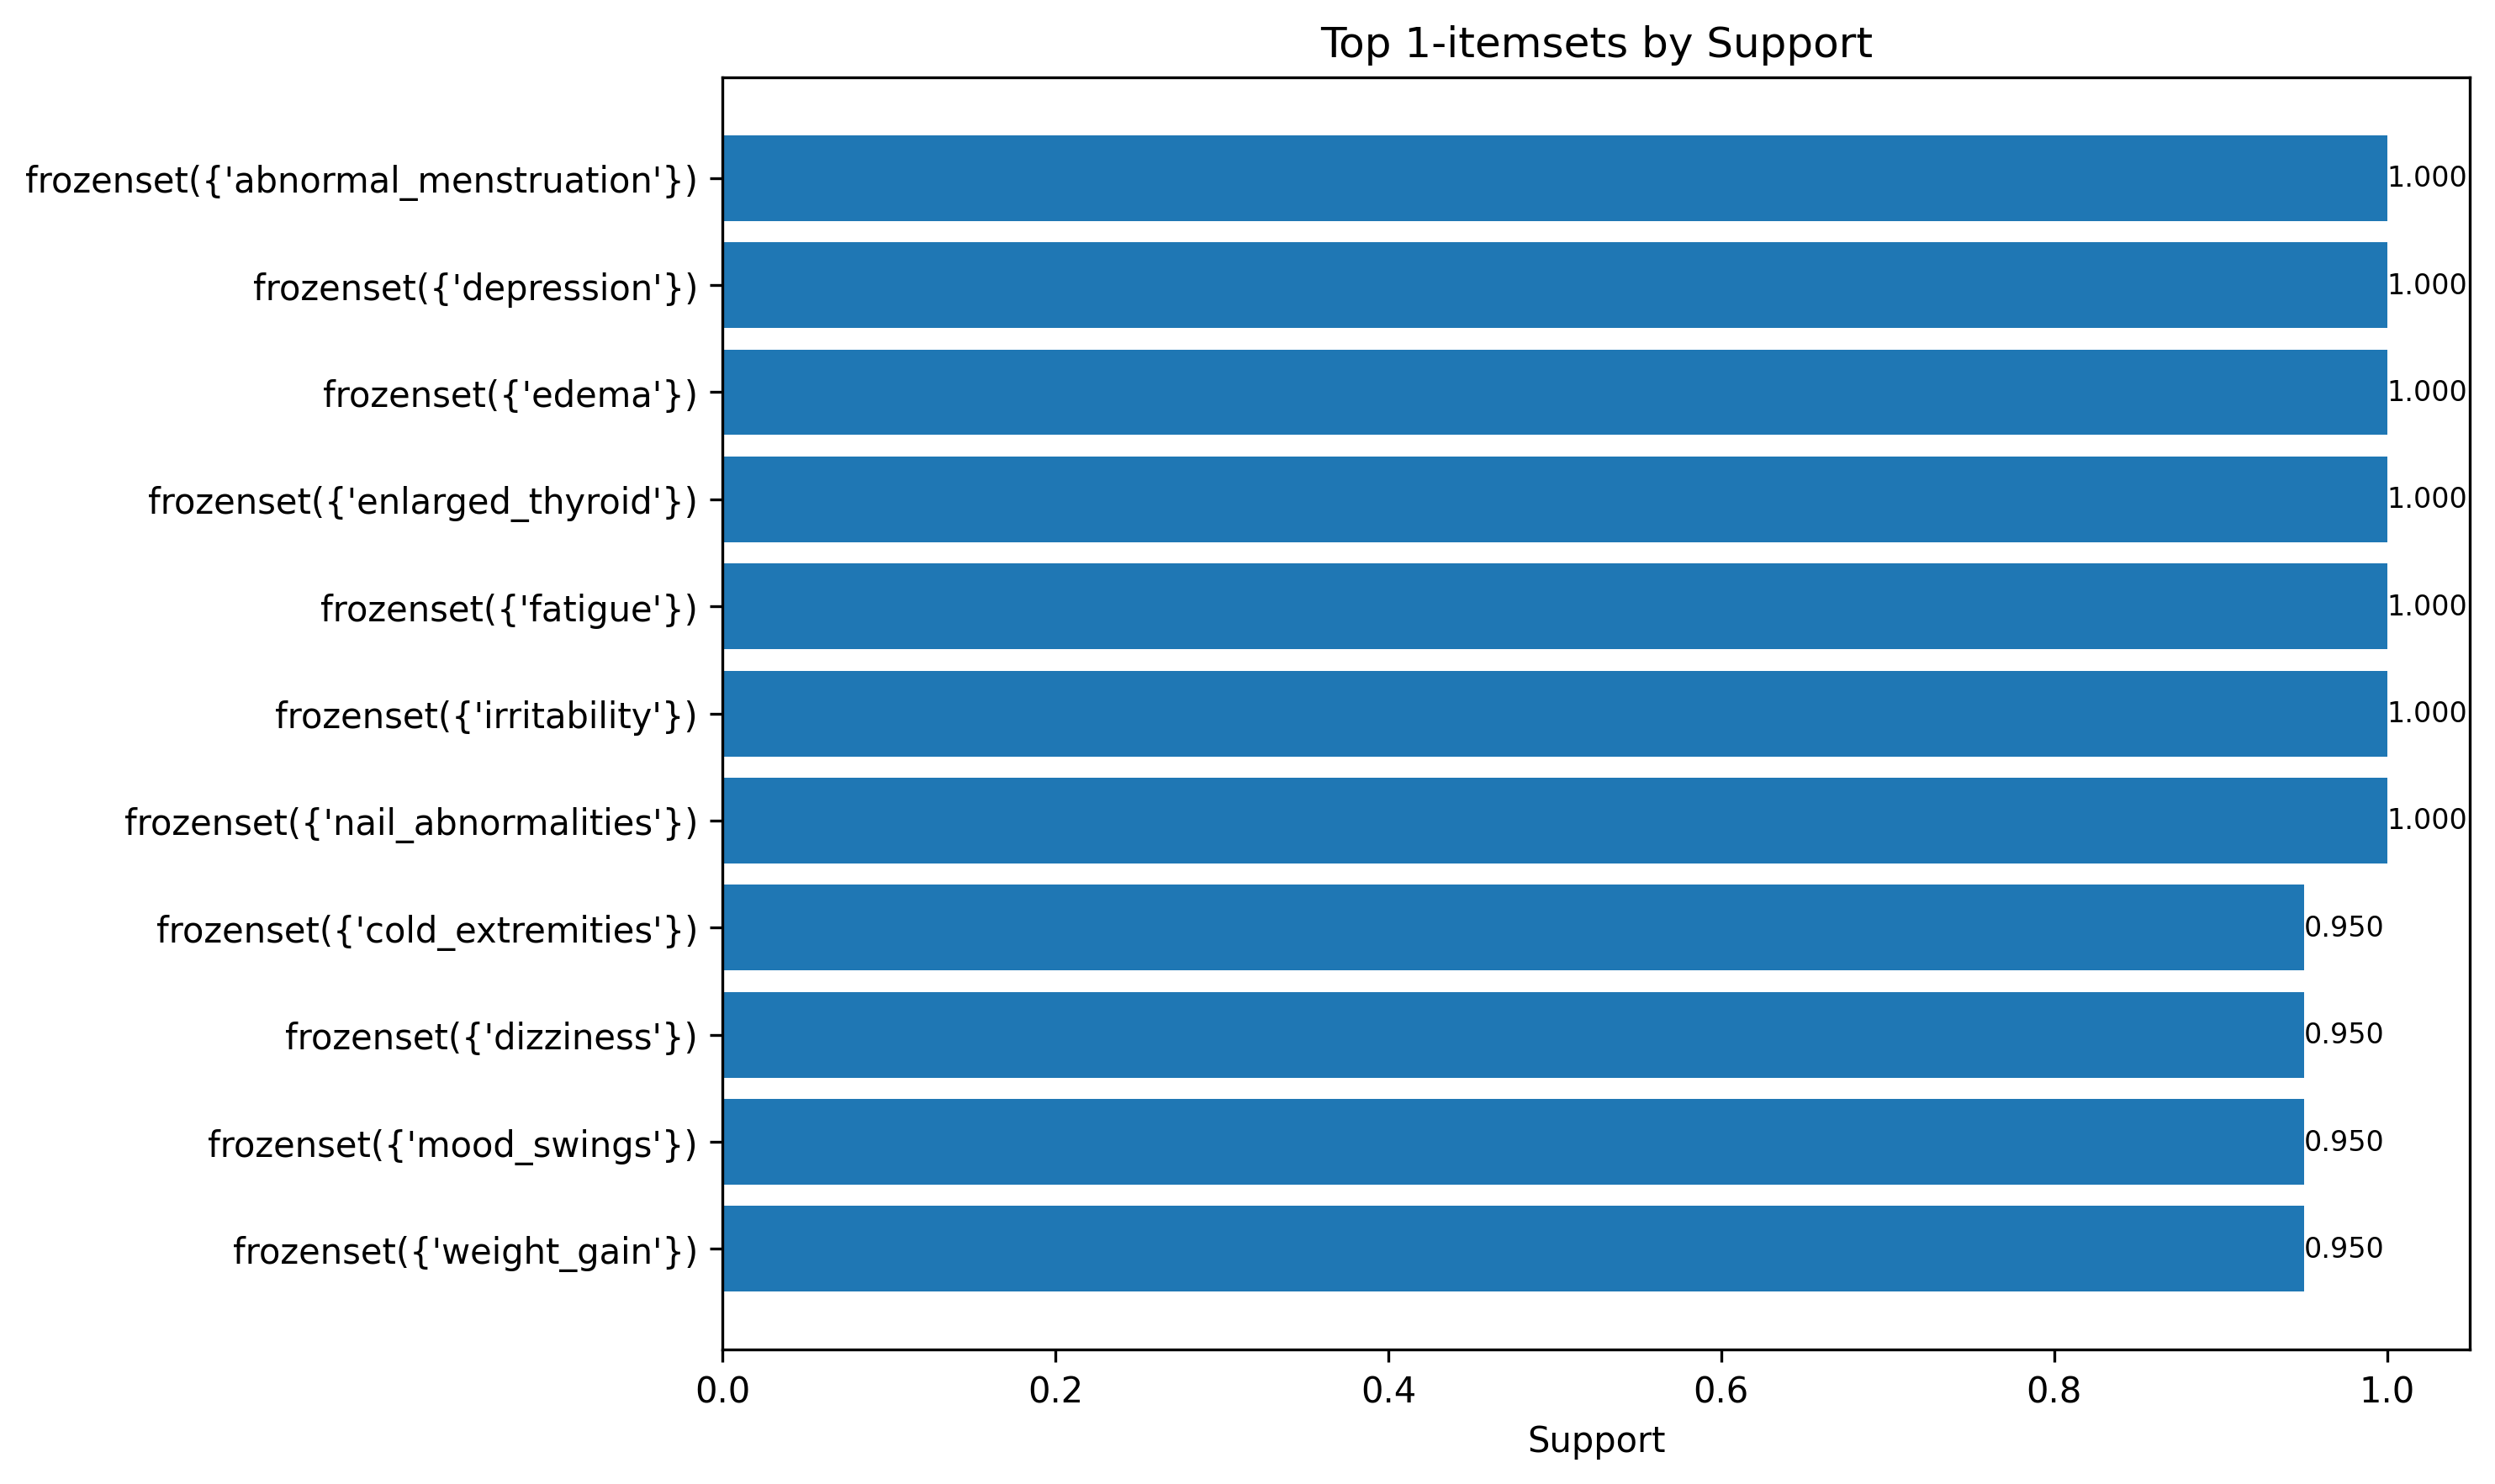 Top 1-itemsets by Support
frozenset({'abnormal_menstruation'})
1.000
frozenset({'depression'})
1.000
frozenset({'edema'})
1.000
frozenset({'enlarged_thyroid'})
1.000
frozenset({'fatigue'})
1.000
frozenset({'irritability'})
1.000
frozenset({'nail_abnormalities'})
1.000
frozenset({'cold_extremities'})
0.950
frozenset({'dizziness'})
0.950
frozenset({'mood_swings'})
0.950
frozenset({'weight_gain'})
0.950
0.0 0.2 0.4 0.6 0.8 1.0
Support